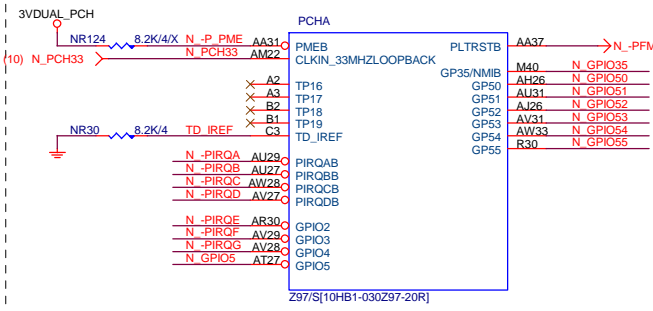 3VDUAL_PCH
PCHA
NR124 8.2K/4/X N_-P_PME AA31 PMEB PLTRSTB AA37 N_-PFM
(10) N_PCH33 N_PCH33 AM22 CLKIN_33MHZLOOPBACK
GP35/NMIB M40 N_GPIO35
A2 TP16 GP50 AH26 N_GPIO50
A3 TP17 GP51 AU31 N_GPIO51
B2 TP18 GP52 AJ26 N_GPIO52
B1 TP19 GP53 AV31 N_GPIO53
NR30 8.2K/4 TD_IREF C3 TD_IREF GP54 AW33 N_GPIO54
GP55 R30 N_GPIO55
N_-PIRQA AU29 PIRQAB
N_-PIRQB AU27 PIRQBB
N_-PIRQC AW28 PIRQCB
N_-PIRQD AV27 PIRQDB
N_-PIRQE AR30 GPIO2
N_-PIRQF AV29 GPIO3
N_-PIRQG AV28 GPIO4
N_GPIO5 AT27 GPIO5
Z97/S[10HB1-030Z97-20R]